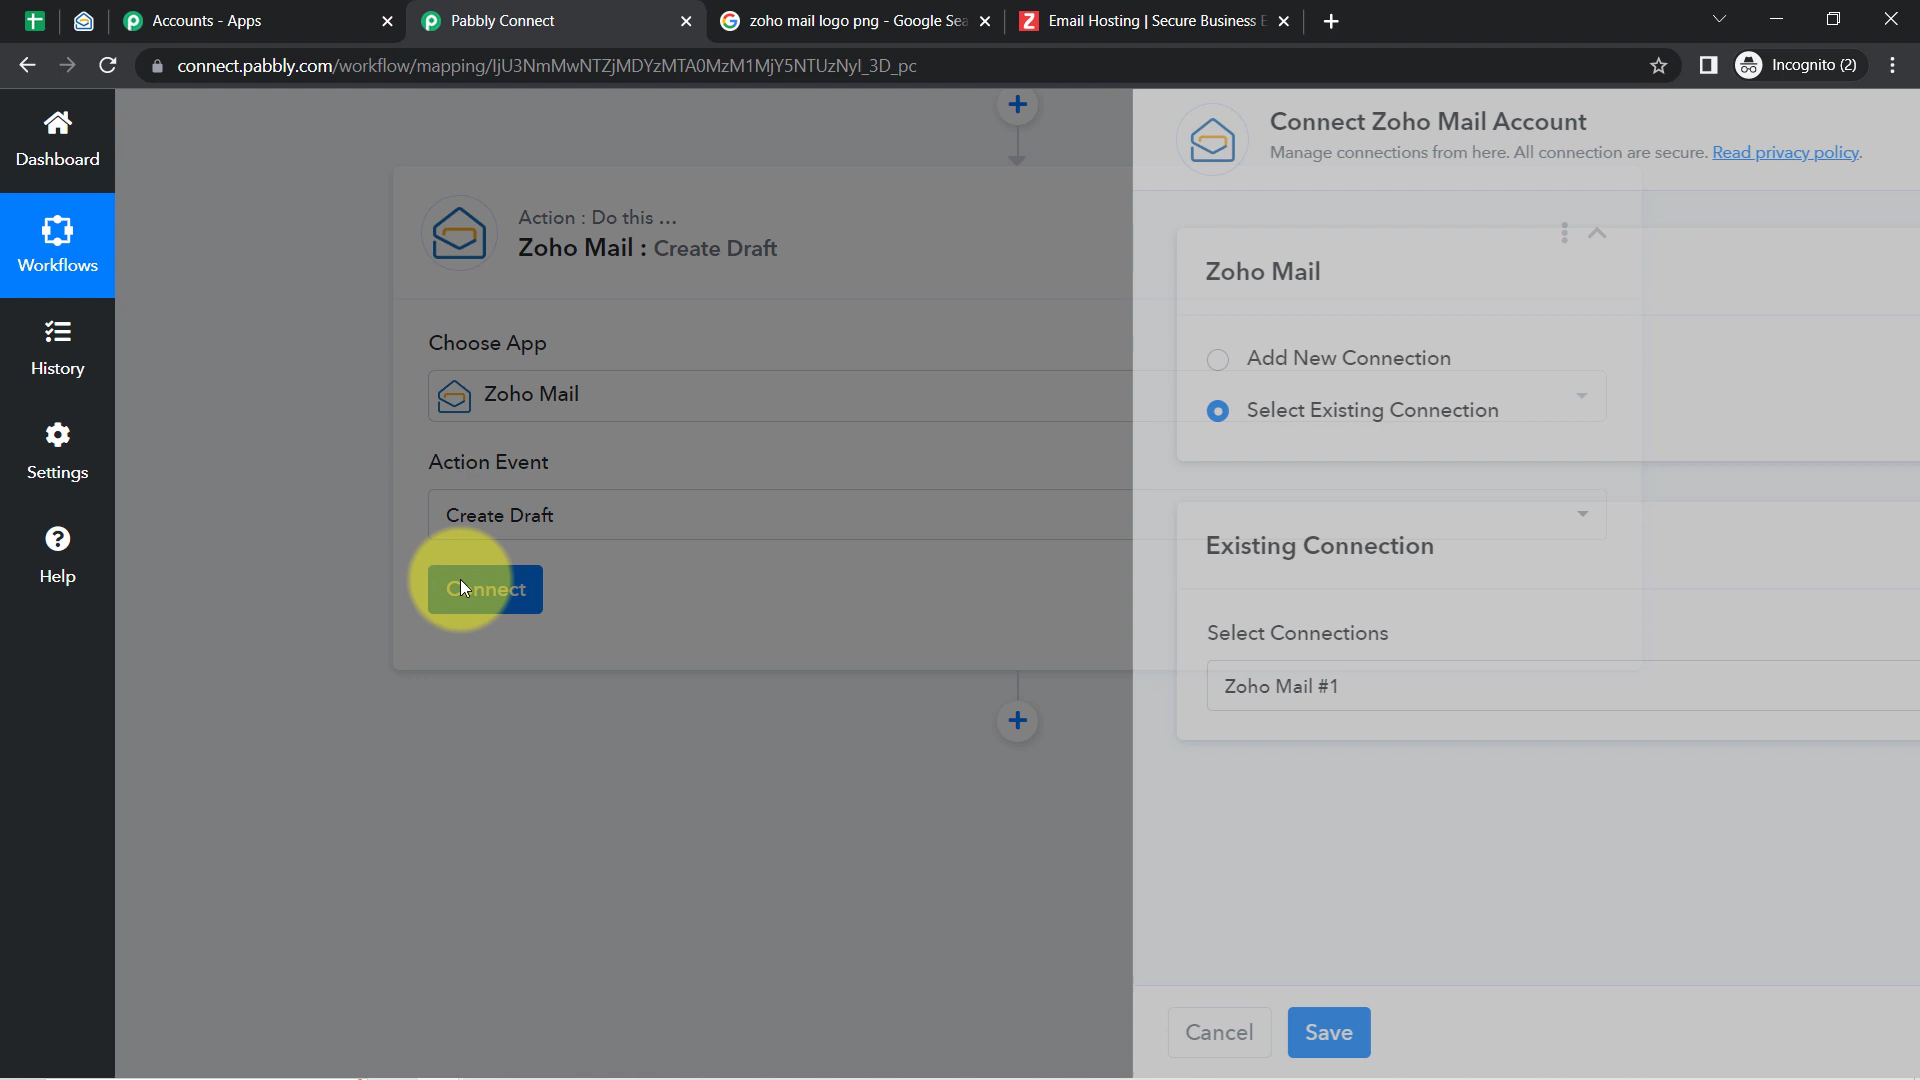 Accounts - Apps
Pabbly Connect
zoho mail logo png - Google Sea
Email Hosting | Secure Business E
connect.pabbly.com/workflow/mapping/IjU3NmMwNTZjMDYzMTA0MzM1MjY5NTUzNyI_3D_pc
Incognito (2)
Dashboard
Workflows
History
Settings
Help
Action : Do this ...
Zoho Mail : Create Draft
Choose App
Zoho Mail
Action Event
Create Draft
Connect
Connect Zoho Mail Account
Manage connections from here. All connection are secure. Read privacy policy.
Zoho Mail
Add New Connection
Select Existing Connection
Existing Connection
Select Connections
Zoho Mail #1
Cancel
Save